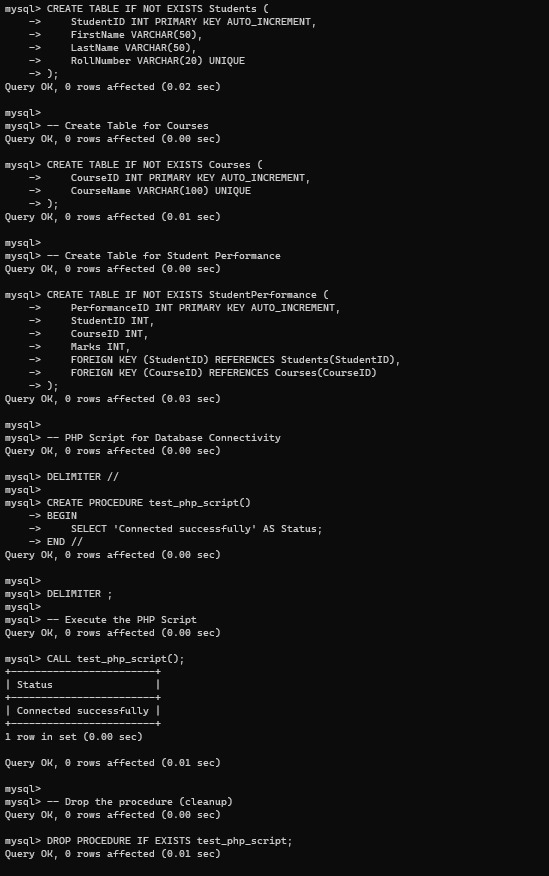 mysql> CREATE TABLE IF NOT EXISTS Students (
    ->     StudentID INT PRIMARY KEY AUTO_INCREMENT,
    ->     FirstName VARCHAR(50),
    ->     LastName VARCHAR(50),
    ->     RollNumber VARCHAR(20) UNIQUE
    -> );
Query OK, 0 rows affected (0.02 sec)

mysql>
mysql> -- Create Table for Courses
Query OK, 0 rows affected (0.00 sec)

mysql> CREATE TABLE IF NOT EXISTS Courses (
    ->     CourseID INT PRIMARY KEY AUTO_INCREMENT,
    ->     CourseName VARCHAR(100) UNIQUE
    -> );
Query OK, 0 rows affected (0.01 sec)

mysql>
mysql> -- Create Table for Student Performance
Query OK, 0 rows affected (0.00 sec)

mysql> CREATE TABLE IF NOT EXISTS StudentPerformance (
    ->     PerformanceID INT PRIMARY KEY AUTO_INCREMENT,
    ->     StudentID INT,
    ->     CourseID INT,
    ->     Marks INT,
    ->     FOREIGN KEY (StudentID) REFERENCES Students(StudentID),
    ->     FOREIGN KEY (CourseID) REFERENCES Courses(CourseID)
    -> );
Query OK, 0 rows affected (0.03 sec)

mysql>
mysql> -- PHP Script for Database Connectivity
Query OK, 0 rows affected (0.00 sec)

mysql> DELIMITER //
mysql>
mysql> CREATE PROCEDURE test_php_script()
    -> BEGIN
    ->     SELECT 'Connected successfully' AS Status;
    -> END //
Query OK, 0 rows affected (0.00 sec)

mysql>
mysql> DELIMITER ;
mysql>
mysql> -- Execute the PHP Script
Query OK, 0 rows affected (0.00 sec)

mysql> CALL test_php_script();
+------------------------+
| Status                 |
+------------------------+
| Connected successfully |
+------------------------+
1 row in set (0.00 sec)

Query OK, 0 rows affected (0.01 sec)

mysql>
mysql> -- Drop the procedure (cleanup)
Query OK, 0 rows affected (0.00 sec)

mysql> DROP PROCEDURE IF EXISTS test_php_script;
Query OK, 0 rows affected (0.01 sec)